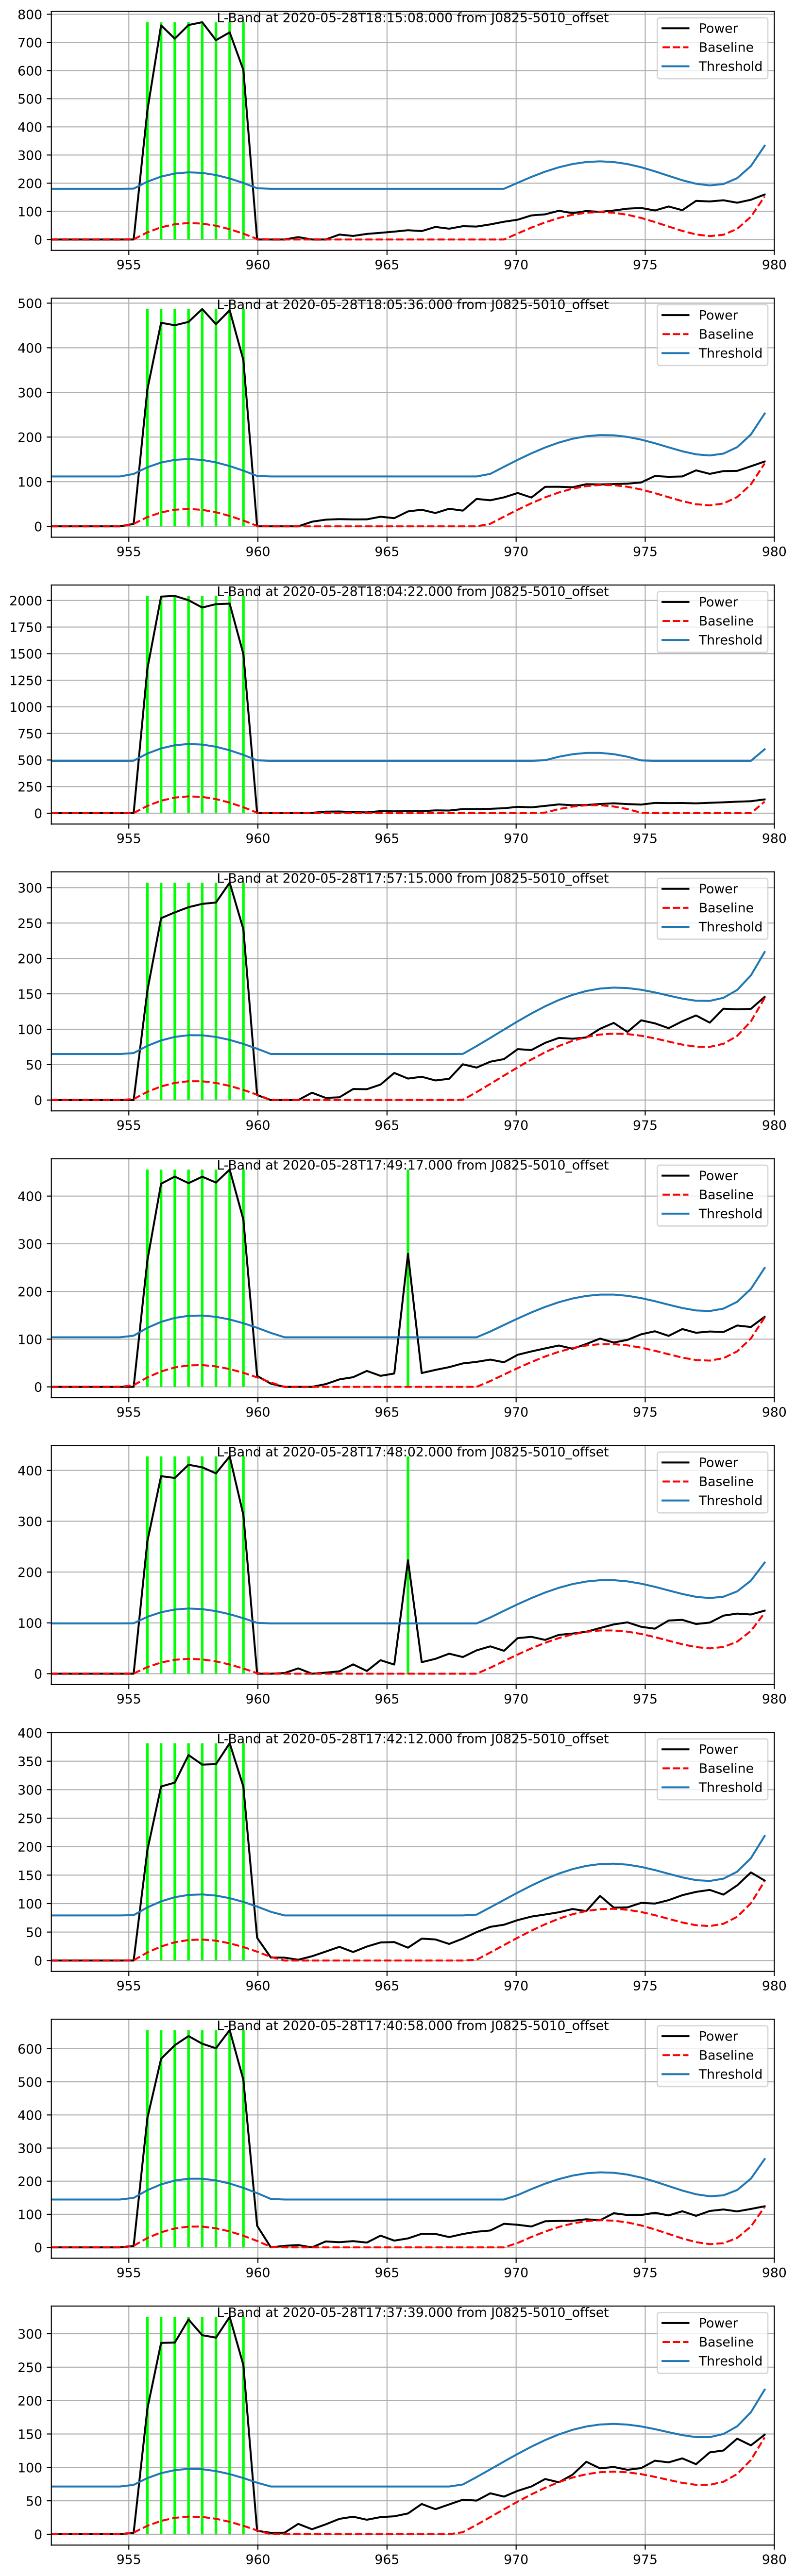 L-Band at 2020-05-28T18:15:08.000 from J0825-5010_offset
Power
Baseline
Threshold
800
700
600
500
400
300
200
100
0
955 960 965 970 975 980
L-Band at 2020-05-28T18:05:36.000 from J0825-5010_offset
Power
Baseline
Threshold
500
400
300
200
100
0
955 960 965 970 975 980
L-Band at 2020-05-28T18:04:22.000 from J0825-5010_offset
Power
Baseline
Threshold
2000
1750
1500
1250
1000
750
500
250
0
955 960 965 970 975 980
L-Band at 2020-05-28T17:57:15.000 from J0825-5010_offset
Power
Baseline
Threshold
300
250
200
150
100
50
0
955 960 965 970 975 980
L-Band at 2020-05-28T17:49:17.000 from J0825-5010_offset
Power
Baseline
Threshold
400
300
200
100
0
955 960 965 970 975 980
L-Band at 2020-05-28T17:48:02.000 from J0825-5010_offset
Power
Baseline
Threshold
400
300
200
100
0
955 960 965 970 975 980
L-Band at 2020-05-28T17:42:12.000 from J0825-5010_offset
Power
Baseline
Threshold
400
350
300
250
200
150
100
50
0
955 960 965 970 975 980
L-Band at 2020-05-28T17:40:58.000 from J0825-5010_offset
Power
Baseline
Threshold
600
500
400
300
200
100
0
955 960 965 970 975 980
L-Band at 2020-05-28T17:37:39.000 from J0825-5010_offset
Power
Baseline
Threshold
300
250
200
150
100
50
0
955 960 965 970 975 980